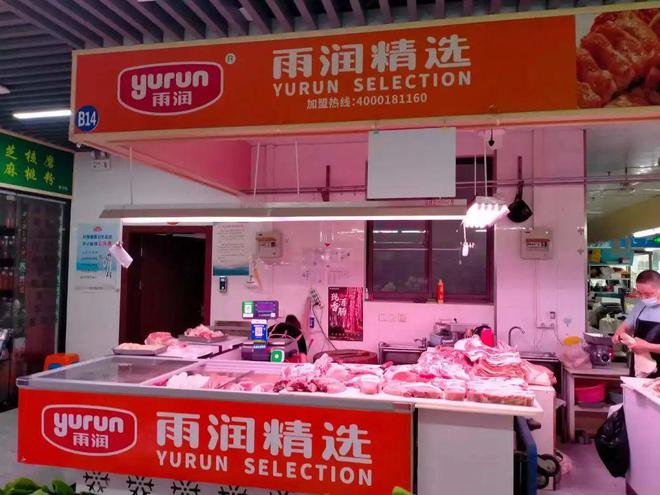 yurun
雨润
®
雨润精选
YURUN SELECTION
加盟热线:4000181160
B14
芝核磨
麻桃粉
yurun
雨润
雨润精选
YURUN SELECTION